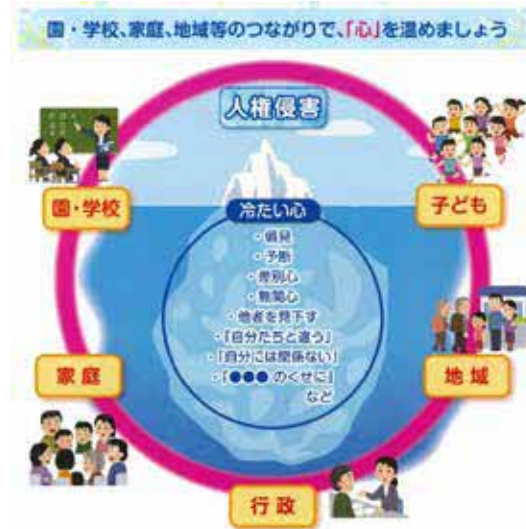 園・学校、家庭、地域等のつながりで、「心」を温めましょう
人権侵害
園・学校
子ども
冷たい心
・偏見
・予断
・差別心
・無関心
・他者を見下す
・「自分たちと違う」
・「自分には関係ない」
・「●●●のくせに」
など
家庭
地域
行政